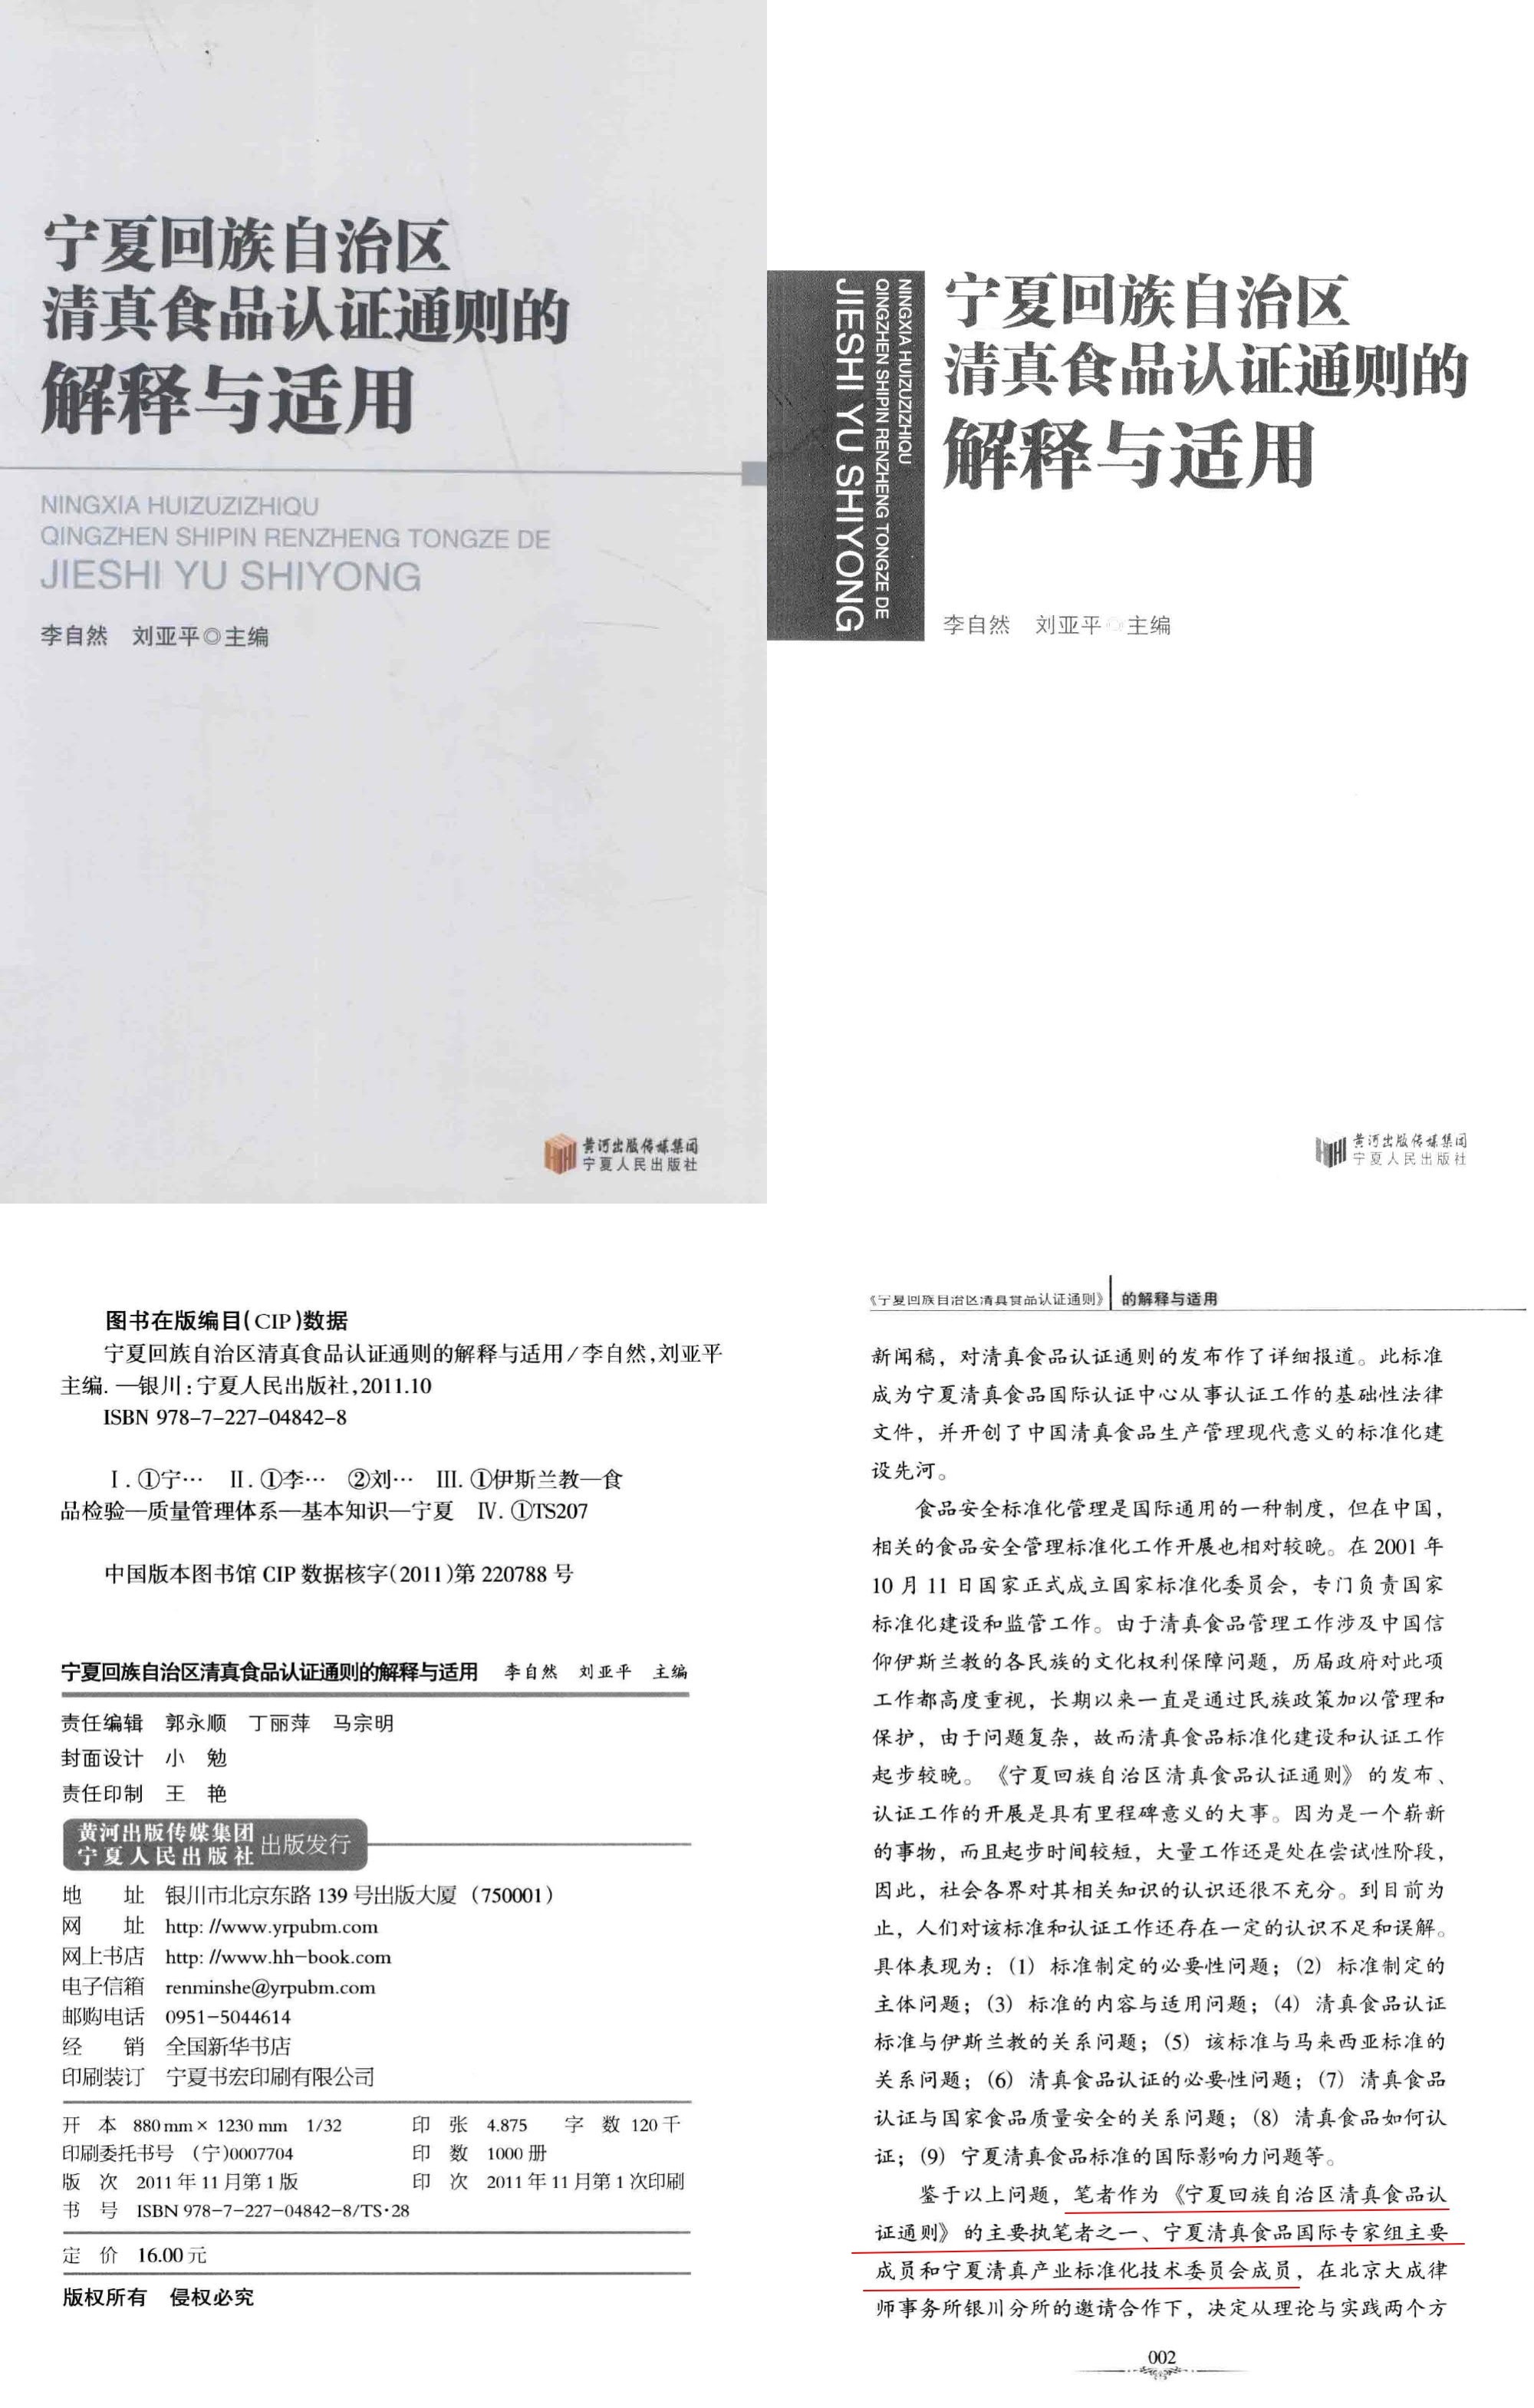 宁夏回族自治区
清真食品认证通则的
解释与适用
NINGXIA HUIZUZIZHIQU
QINGZHEN SHIPIN RENZHENG TONGZE DE
JIESHI YU SHIYONG
李自然 刘亚平◎主编
黄河出版传媒集团
宁夏人民出版社
NINGXIA HUIZUZIZHIQU
QINGZHEN SHIPIN RENZHENG TONGZE DE
JIESHI YU SHIYONG
宁夏回族自治区
清真食品认证通则的
解释与适用
李自然 刘亚平◎主编
黄河出版传媒集团
宁夏人民出版社
图书在版编目(CIP)数据
宁夏回族自治区清真食品认证通则的解释与适用/李自然,刘亚平
主编.—银川:宁夏人民出版社,2011.10
ISBN 978-7-227-04842-8
Ⅰ.①宁… Ⅱ.①李… ②刘… Ⅲ.①伊斯兰教—食
品检验—质量管理体系—基本知识—宁夏 Ⅳ.①TS207
中国版本图书馆 CIP 数据核字(2011)第 220788 号
宁夏回族自治区清真食品认证通则的解释与适用 李自然 刘亚平 主编
责任编辑 郭永顺 丁丽萍 马宗明
封面设计 小 勉
责任印制 王 艳
黄河出版传媒集团
宁夏人民出版社 出版发行
地 址 银川市北京东路 139 号出版大厦（750001）
网 址 http: //www.yrpubm.com
网上书店 http: //www.hh-book.com
电子信箱 renminshe@yrpubm.com
邮购电话 0951-5044614
经 销 全国新华书店
印刷装订 宁夏书宏印刷有限公司
开 本 880 mm × 1230 mm 1/32 印 张 4.875 字 数 120 千
印刷委托书号 （宁)0007704 印 数 1000 册
版 次 2011 年 11 月第 1 版 印 次 2011 年 11 月第 1 次印刷
书 号 ISBN 978-7-227-04842-8/TS·28
定 价 16.00 元
版权所有 侵权必究
《宁夏回族自治区清真食品认证通则》 的解释与适用
新闻稿，对清真食品认证通则的发布作了详细报道。此标准
成为宁夏清真食品国际认证中心从事认证工作的基础性法律
文件，并开创了中国清真食品生产管理现代意义的标准化建
设先河。
食品安全标准化管理是国际通用的一种制度，但在中国，
相关的食品安全管理标准化工作开展也相对较晚。在 2001 年
10 月 11 日国家正式成立国家标准化委员会，专门负责国家
标准化建设和监管工作。由于清真食品管理工作涉及中国信
仰伊斯兰教的各民族的文化权利保障问题，历届政府对此项
工作都高度重视，长期以来一直是通过民族政策加以管理和
保护，由于问题复杂，故而清真食品标准化建设和认证工作
起步较晚。《宁夏回族自治区清真食品认证通则》的发布、
认证工作的开展是具有里程碑意义的大事。因为是一个崭新
的事物，而且起步时间较短，大量工作还是处在尝试性阶段，
因此，社会各界对其相关知识的认识还很不充分。到目前为
止，人们对该标准和认证工作还存在一定的认识不足和误解。
具体表现为：（1）标准制定的必要性问题；（2）标准制定的
主体问题；（3）标准的内容与适用问题；（4）清真食品认证
标准与伊斯兰教的关系问题；（5）该标准与马来西亚标准的
关系问题；（6）清真食品认证的必要性问题；（7）清真食品
认证与国家食品质量安全的关系问题；（8）清真食品如何认
证；（9）宁夏清真食品标准的国际影响力问题等。
鉴于以上问题，笔者作为《宁夏回族自治区清真食品认
证通则》的主要执笔者之一、宁夏清真食品国际专家组主要
成员和宁夏清真产业标准化技术委员会成员，在北京大成律
师事务所银川分所的邀请合作下，决定从理论与实践两个方
002